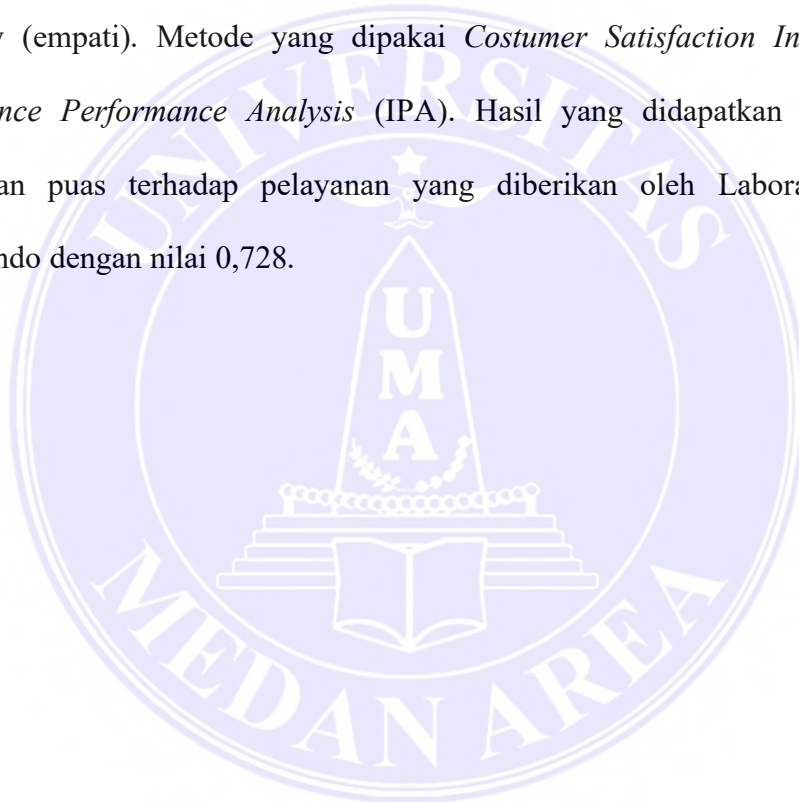 (empati). Metode yang dipakai Costumer Satisfaction In
nce Performance Analysis (IPA). Hasil yang didapatkan
an puas terhadap pelayanan yang diberikan oleh Labora
ndo dengan nilai 0,728.
UNIVERSITAS
U
M
A
MEDAN AREA